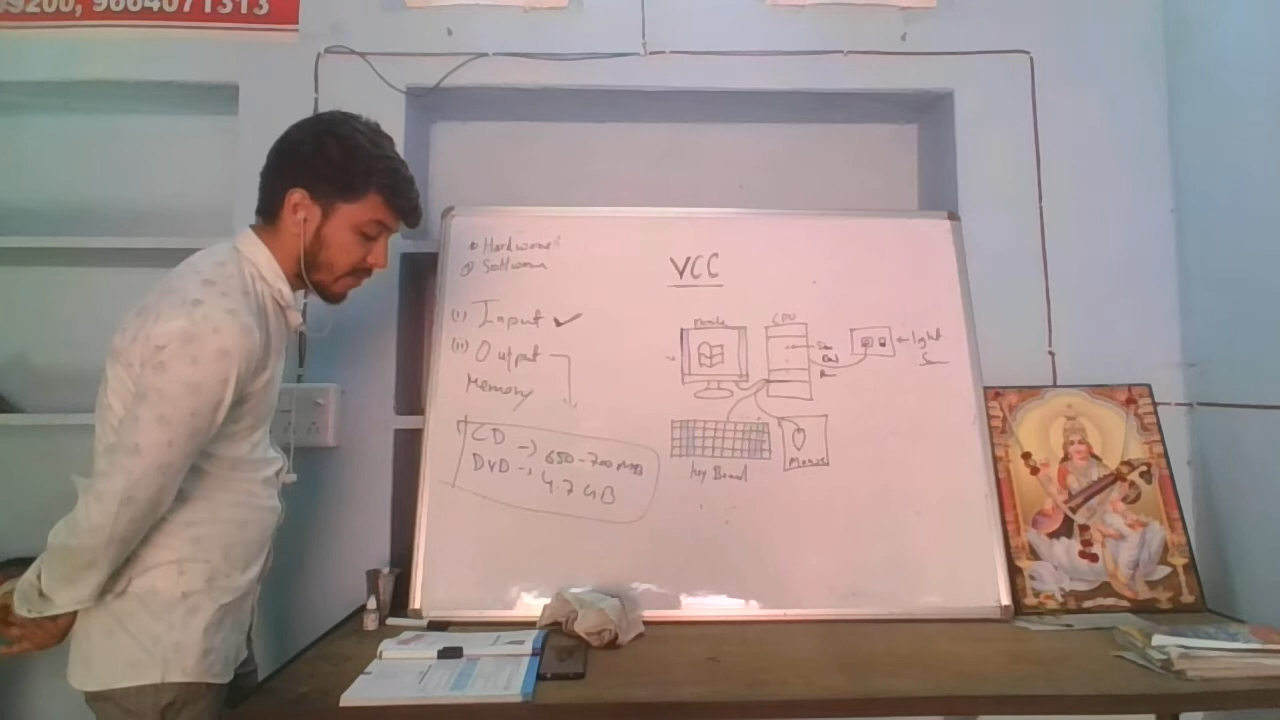 9200, 9664071313
Hardware
Software
VCC
(i) Input ✓
(ii) Output
Memory
CD → 650-700 MB
DVD → 4.7 GB
CPU
light
Key Board
Mouse